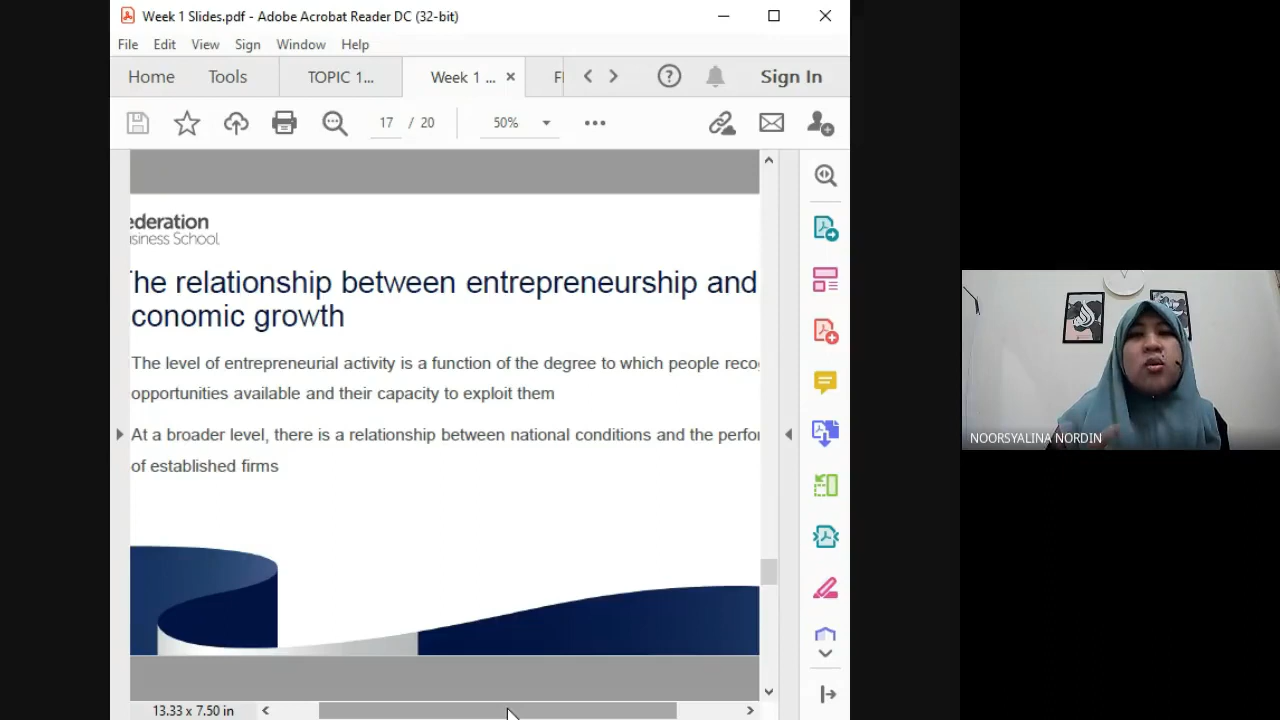 Week 1 Slides.pdf - Adobe Acrobat Reader DC (32-bit)
File Edit View Sign Window Help
Home Tools TOPIC 1... Week 1 ... Sign In
17 / 20 50%
ederation
usiness School
The relationship between entrepreneurship and
conomic growth
The level of entrepreneurial activity is a function of the degree to which people reco
opportunities available and their capacity to exploit them
At a broader level, there is a relationship between national conditions and the perfor
of established firms
NOORSYALINA NORDIN
13.33 x 7.50 in